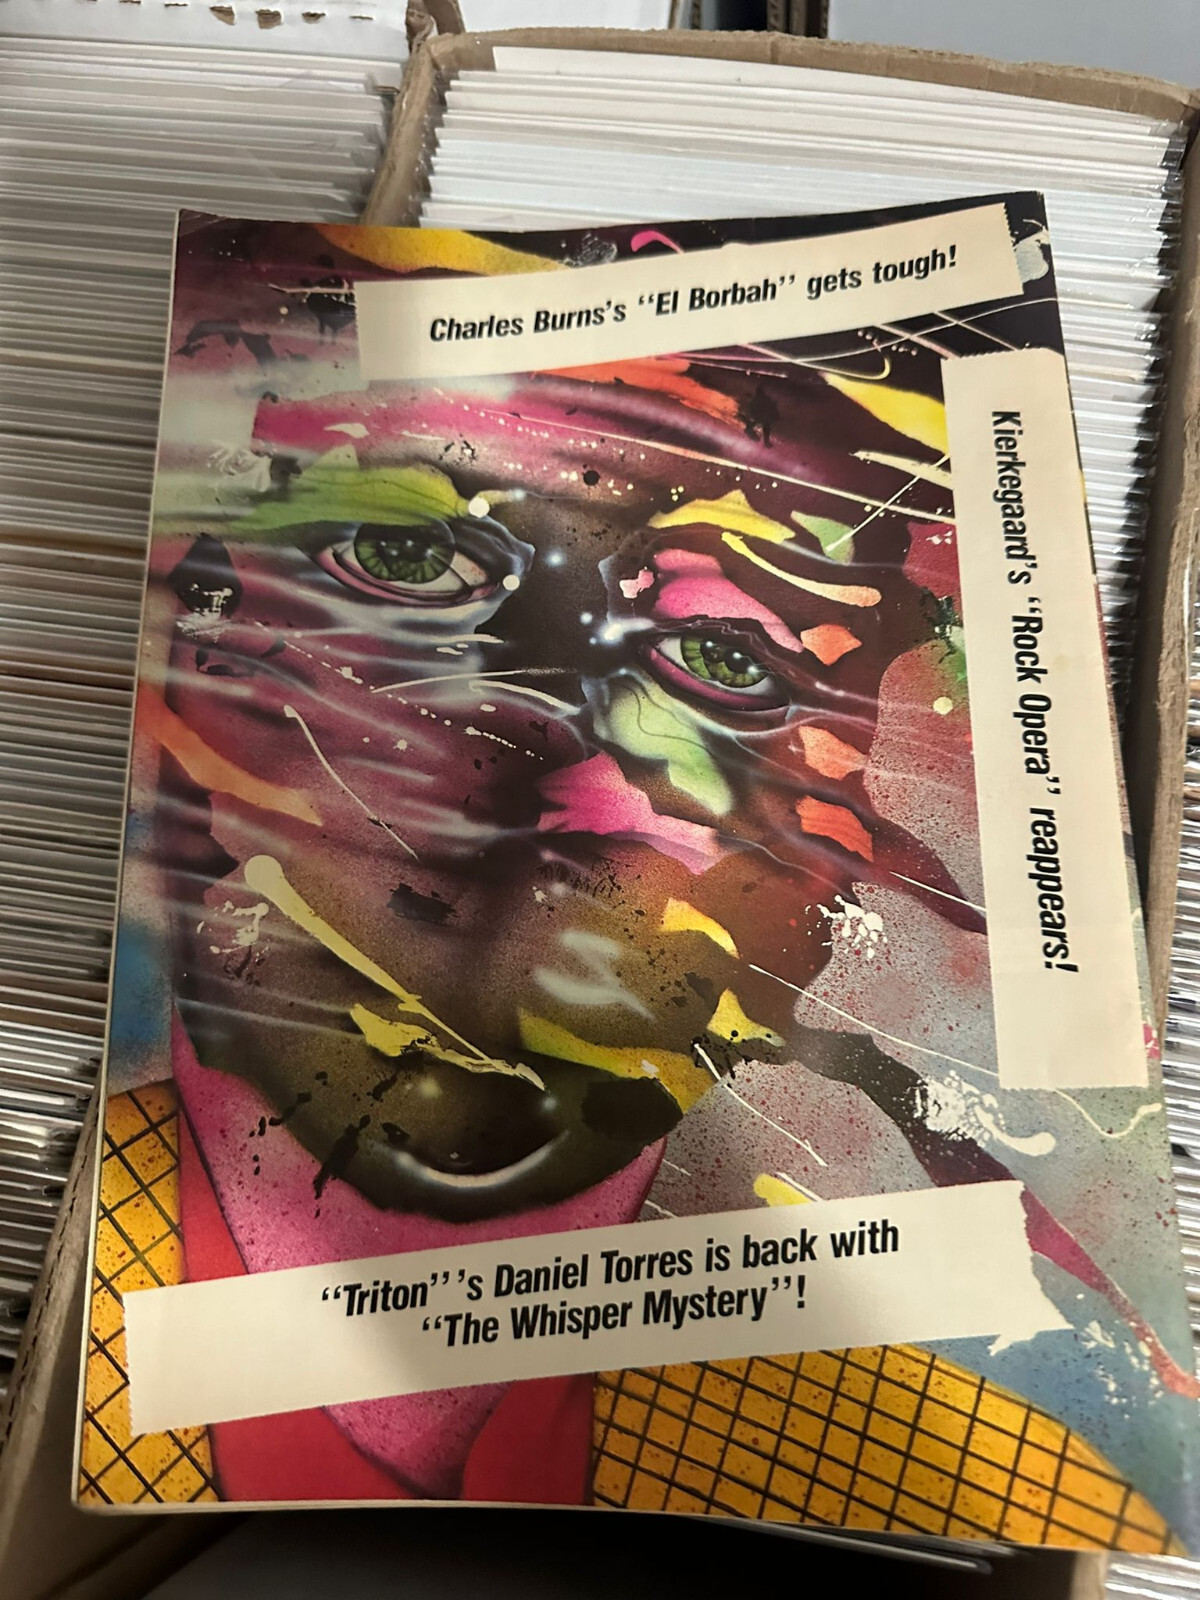 Charles Burns's “El Borbah” gets tough!
Kierkegaard's “Rock Opera” reappears!
“Triton” 's Daniel Torres is back with
“The Whisper Mystery”!